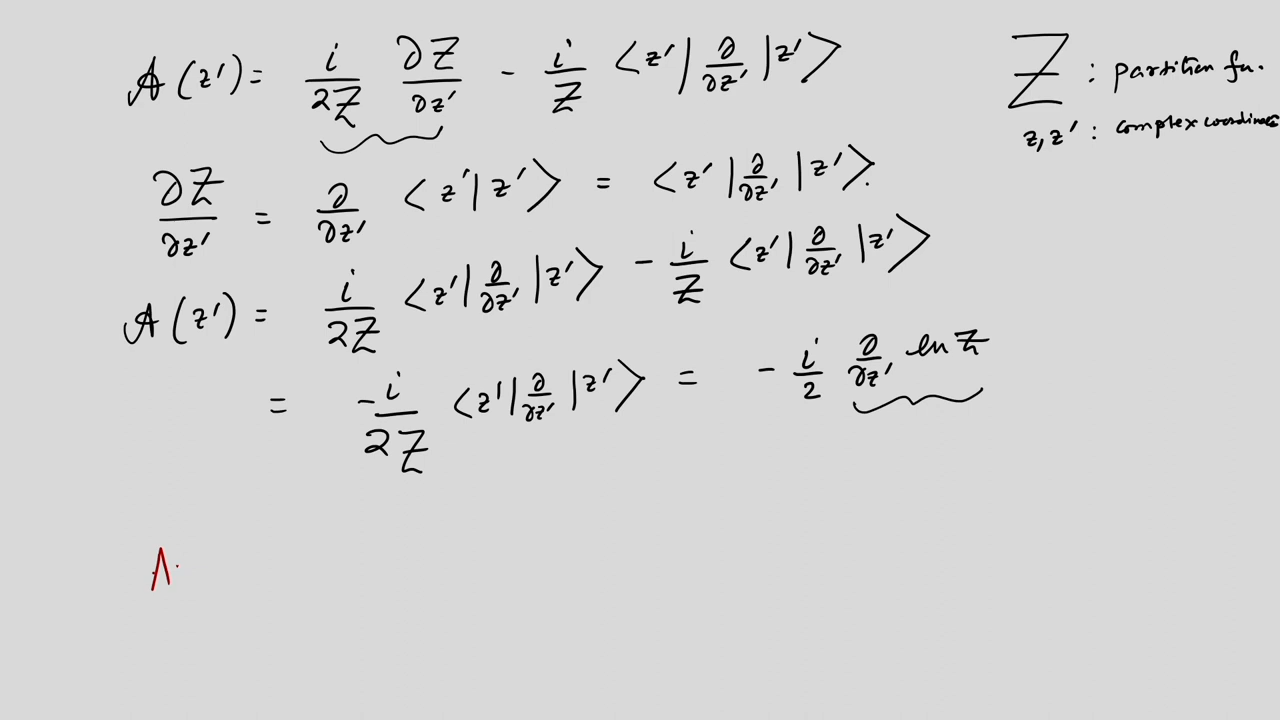 𝒜(z') = i/2Z ∂Z/∂z' - i/Z ⟨z'|∂/∂z'|z'⟩
Z : partition fn.
z, z' : complex coordinates
∂Z/∂z' = ∂/∂z' ⟨z'|z'⟩ = ⟨z'|∂/∂z'|z'⟩.
𝒜(z') = i/2Z ⟨z'|∂/∂z'|z'⟩ - i/Z ⟨z'|∂/∂z'|z'⟩
= -i/2Z ⟨z'|∂/∂z'|z'⟩ = - i/2 ∂/∂z' ln Z